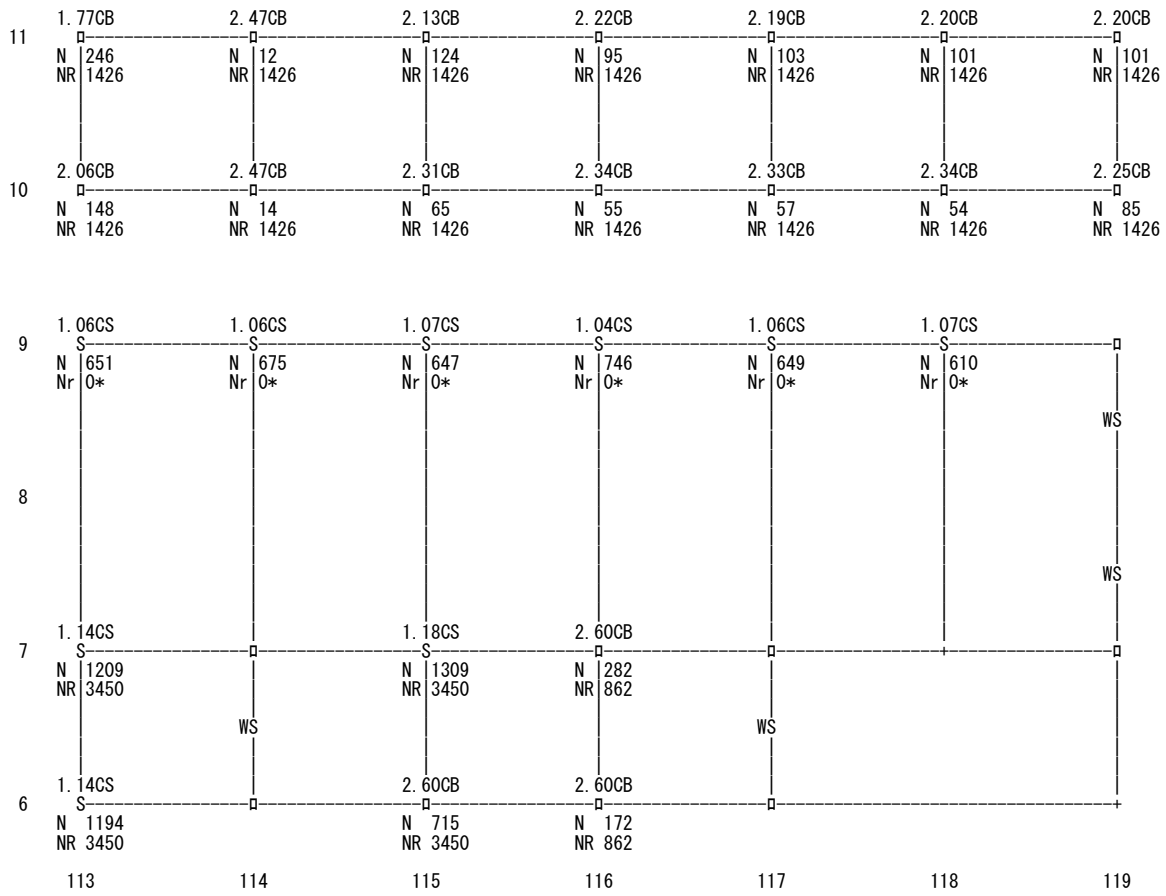 1.77CB 2.47CB 2.13CB 2.22CB 2.19CB 2.20CB 2.20CB
11
N 246 N 12 N 124 N 95 N 103 N 101 N 101
NR 1426 NR 1426 NR 1426 NR 1426 NR 1426 NR 1426 NR 1426
2.06CB 2.47CB 2.31CB 2.34CB 2.33CB 2.34CB 2.25CB
10
N 148 N 14 N 65 N 55 N 57 N 54 N 85
NR 1426 NR 1426 NR 1426 NR 1426 NR 1426 NR 1426 NR 1426
1.06CS 1.06CS 1.07CS 1.04CS 1.06CS 1.07CS
9 S S S S S S
N 651 N 675 N 647 N 746 N 649 N 610
Nr 0* Nr 0* Nr 0* Nr 0* Nr 0* Nr 0*
WS
8
WS
1.14CS 1.18CS 2.60CB
7 S S
N 1209 N 1309 N 282
NR 3450 NR 3450 NR 862
WS WS
1.14CS 2.60CB 2.60CB
6 S
N 1194 N 715 N 172
NR 3450 NR 3450 NR 862
113 114 115 116 117 118 119